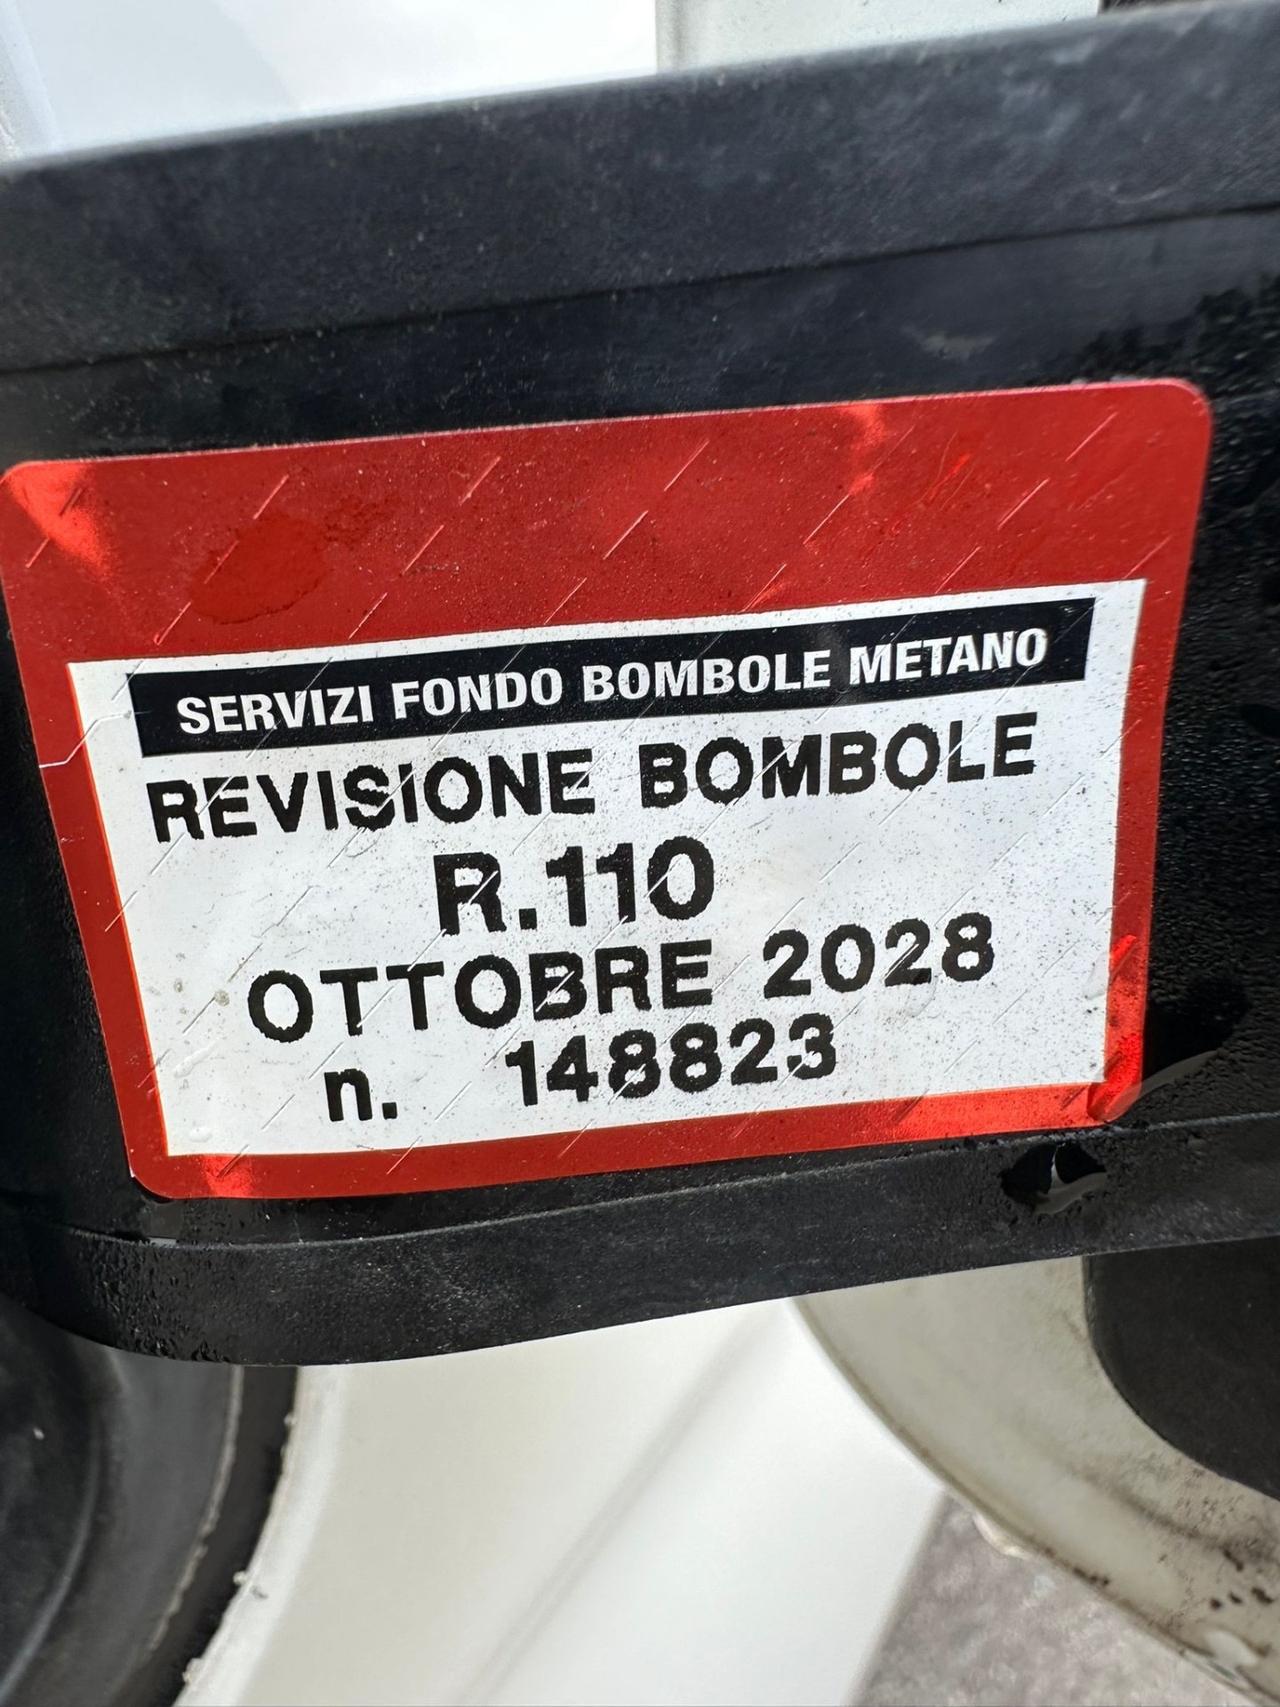 SERVIZI FONDO BOMBOLE METANO
REVISIONE BOMBOLE
R.110
OTTOBRE 2028
n. 148823